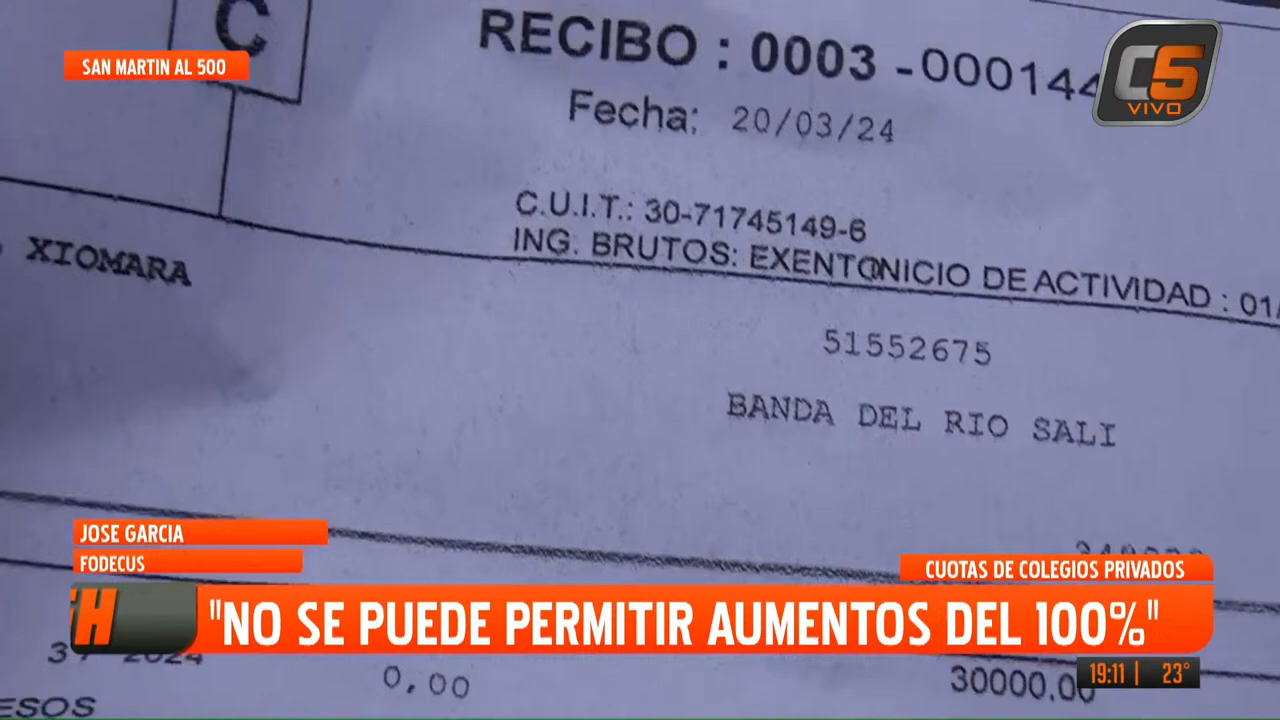 C
RECIBO : 0003 -000144
C5
VIVO
SAN MARTIN AL 500
Fecha: 20/03/24
C.U.I.T.: 30-71745149-6
ING. BRUTOS: EXENTO INICIO DE ACTIVIDAD : 01/
XIOMARA
51552675
BANDA DEL RIO SALI
JOSE GARCIA
FODECUS
CUOTAS DE COLEGIOS PRIVADOS
H
"NO SE PUEDE PERMITIR AUMENTOS DEL 100%"
2024
0,00
30000.00
19:11 | 23°
ESOS